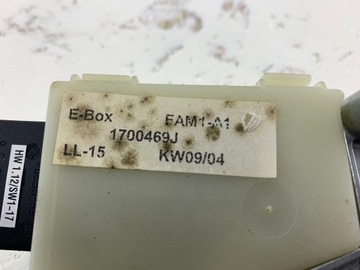 E-Box EAM1-A1
1700469J
LL-15 KW09/04
HW 1.12/SW1-17